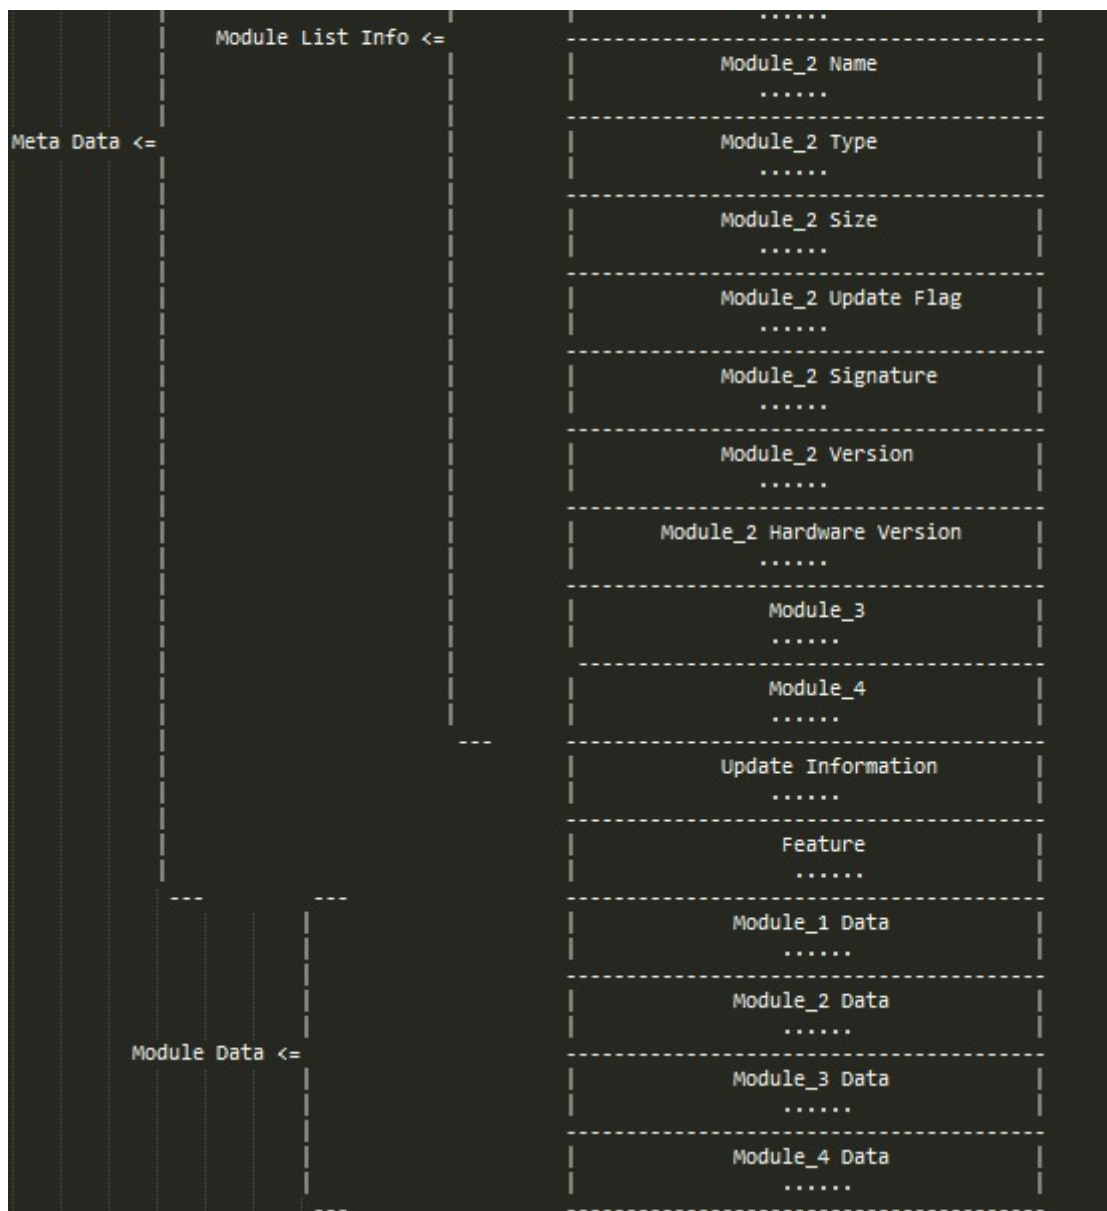 ......
Module List Info <=
Module_2 Name
......
Meta Data <=
Module_2 Type
......
Module_2 Size
......
Module_2 Update Flag
......
Module_2 Signature
......
Module_2 Version
......
Module_2 Hardware Version
......
Module_3
......
Module_4
......
Update Information
......
Feature
......
Module_1 Data
......
Module_2 Data
......
Module Data <=
Module_3 Data
......
Module_4 Data
......